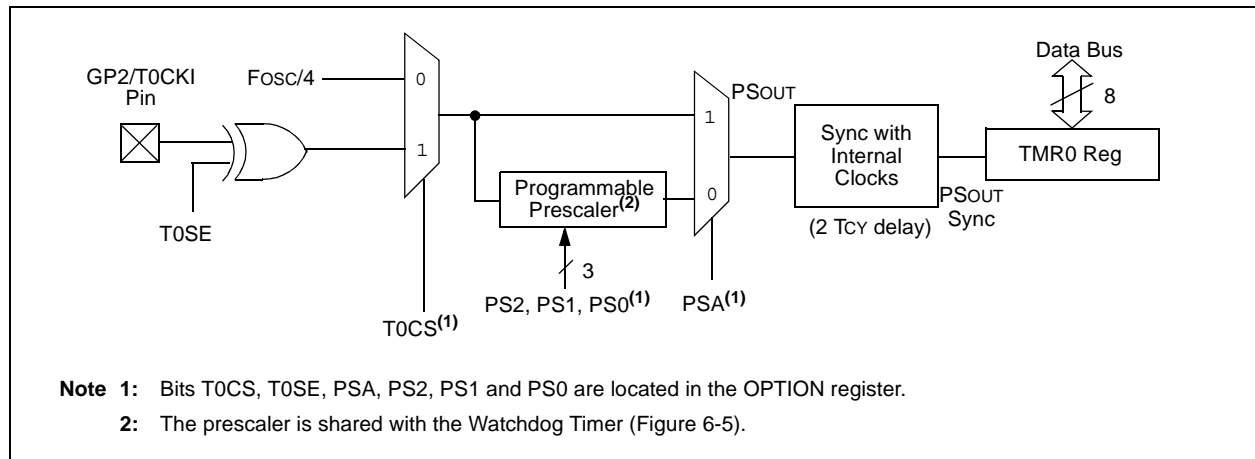 GP2/T0CKI
Pin
FOSC/4
T0SE
0
1
T0CS(1)
Programmable
Prescaler(2)
3
PS2, PS1, PS0(1)
1
0
PSOUT
PSA(1)
Sync with
Internal
Clocks
(2 TCY delay)
PSOUT
Sync
Data Bus
8
TMR0 Reg
Note 1: Bits T0CS, T0SE, PSA, PS2, PS1 and PS0 are located in the OPTION register.
2: The prescaler is shared with the Watchdog Timer (Figure 6-5).